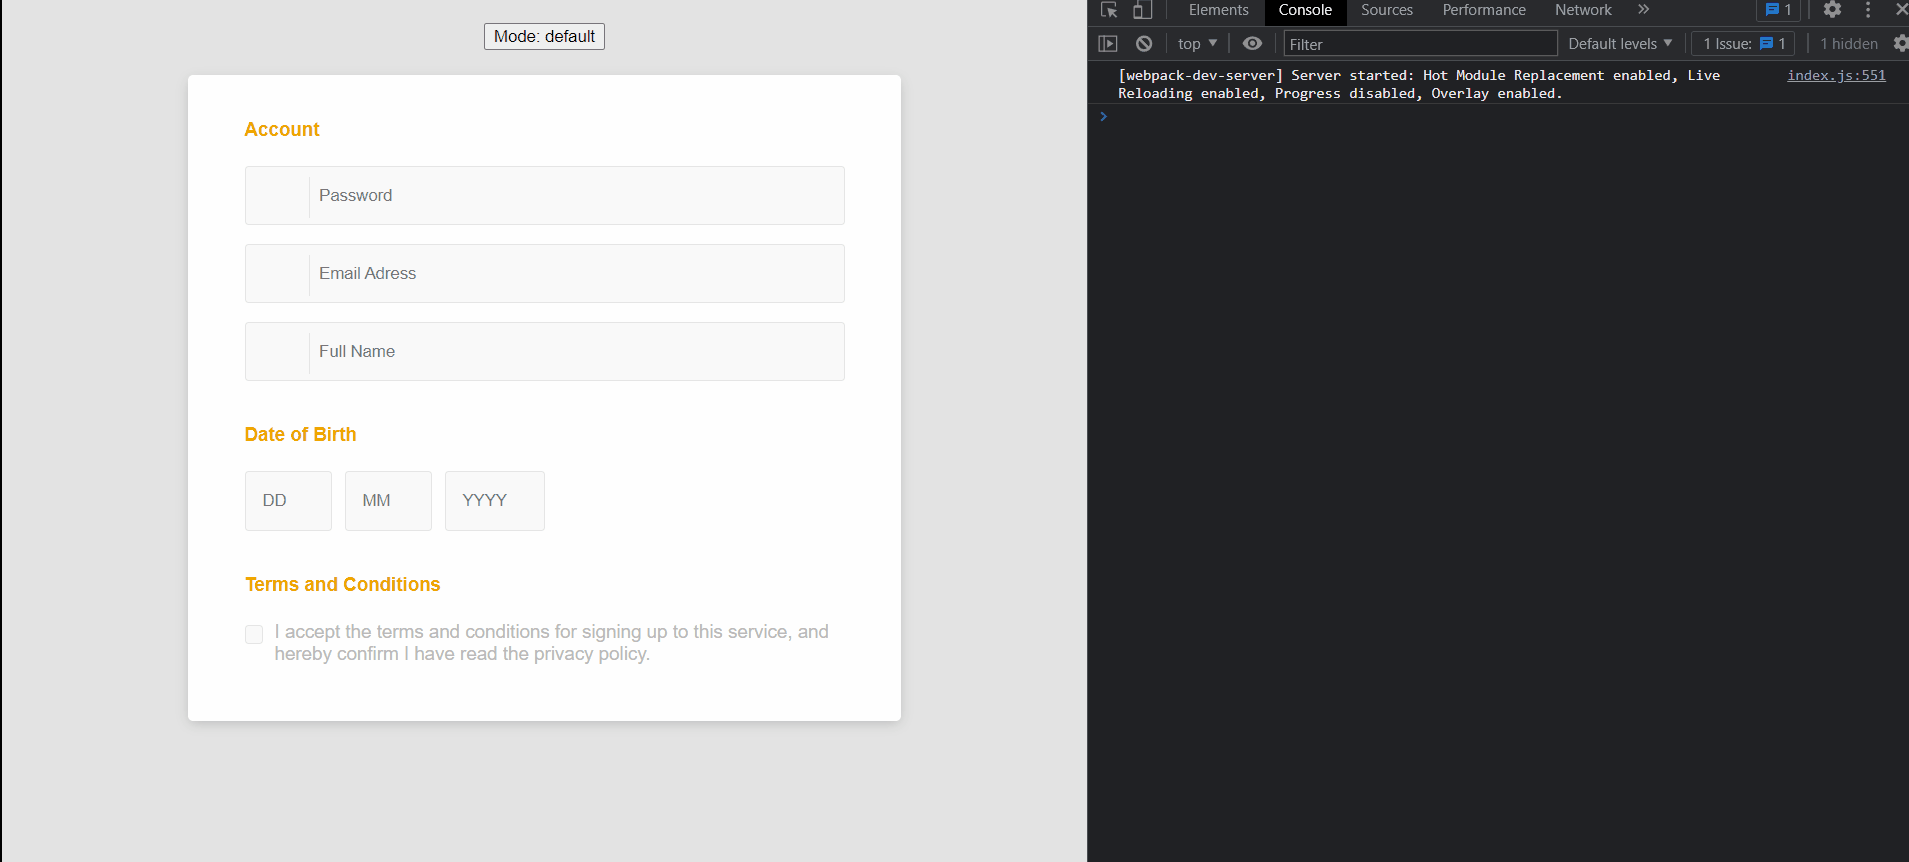 Mode: default
Account
Password
Email Adress
Full Name
Date of Birth
DD MM YYYY
Terms and Conditions
I accept the terms and conditions for signing up to this service, and
hereby confirm I have read the privacy policy.
Elements Console Sources Performance Network 1
top Filter Default levels 1 Issue: 1 1 hidden
[webpack-dev-server] Server started: Hot Module Replacement enabled, Live index.js:551
Reloading enabled, Progress disabled, Overlay enabled.